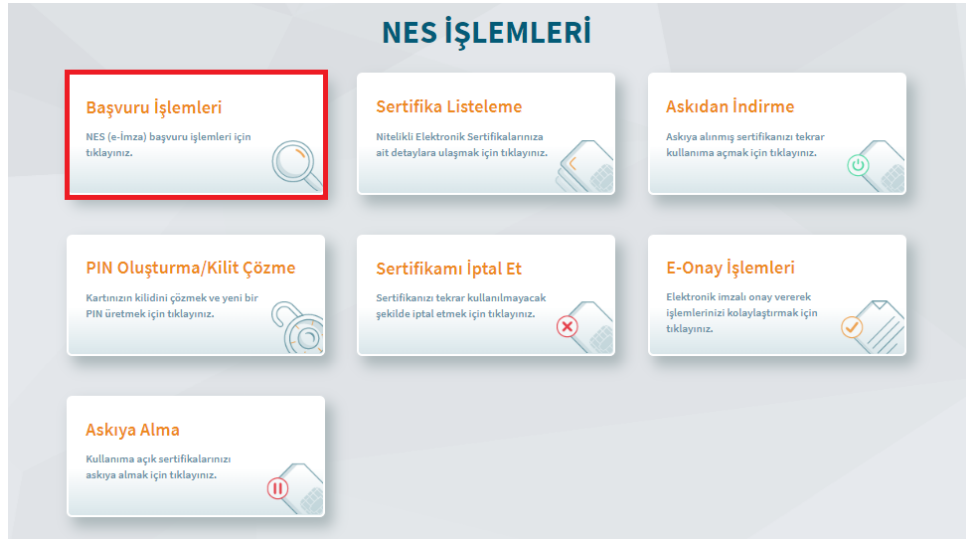 NES İŞLEMLERİ
Başvuru İşlemleri
NES (e-İmza) başvuru işlemleri için
tıklayınız.
Sertifika Listeleme
Nitelikli Elektronik Sertifikalarınıza
ait detaylara ulaşmak için tıklayınız.
Askıdan İndirme
Askıya alınmış sertifikanızı tekrar
kullanıma açmak için tıklayınız.
PIN Oluşturma/Kilit Çözme
Kartınızın kilidini çözmek ve yeni bir
PIN üretmek için tıklayınız.
Sertifikamı İptal Et
Sertifikanızı tekrar kullanılmayacak
şekilde iptal etmek için tıklayınız.
E-Onay İşlemleri
Elektronik imzalı onay vererek
işlemlerinizi kolaylaştırmak için
tıklayınız.
Askıya Alma
Kullanıma açık sertifikalarınızı
askıya almak için tıklayınız.